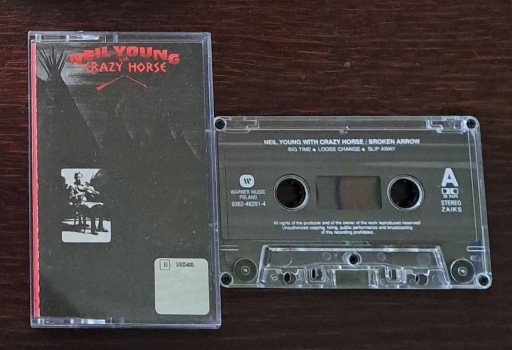 NEIL YOUNG
CRAZY HORSE
NEIL YOUNG WITH CRAZY HORSE / BROKEN ARROW
BIG TIME ● LOOSE CHANGE ● SLIP AWAY
WARNER MUSIC
POLAND
9362-46291-4
A
STEREO
ZAIKS
All rights of the producer and of the owner of the work reproduced reserved!
Unauthorised copying, hiring, public performance and broadcasting
of this recording prohibited.